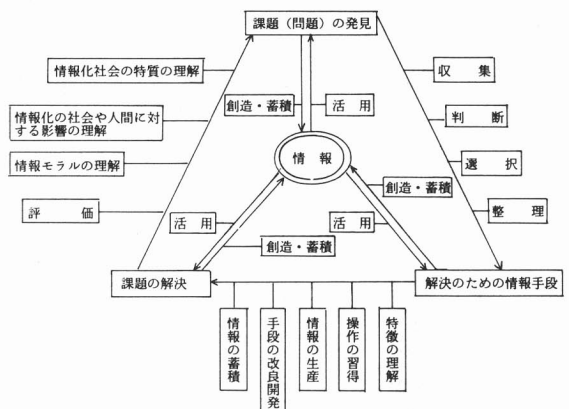 課題（問題）の発見
情報化社会の特質の理解
収集
創造・蓄積
活用
情報化の社会や人間に対
する影響の理解
判断
情報
情報モラルの理解
選択
創造・蓄積
評価
活用
活用
整理
創造・蓄積
課題の解決
解決のための情報手段
情報の蓄積
手段の改良開発
情報の生産
操作の習得
特徴の理解